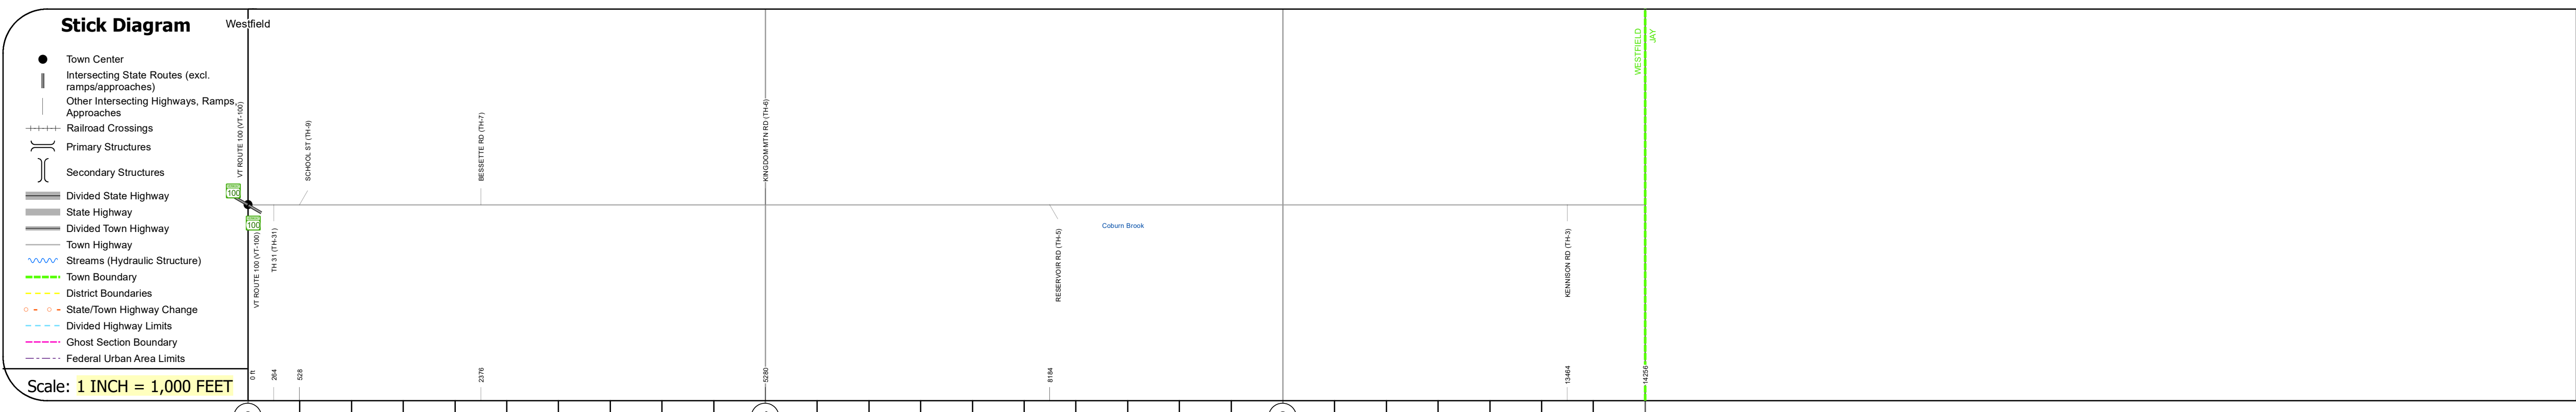 Stick Diagram
Town Center
Intersecting State Routes (excl.
ramps/approaches)
Other Intersecting Highways, Ramps,
Approaches
Railroad Crossings
Primary Structures
Secondary Structures
Divided State Highway
State Highway
Divided Town Highway
Town Highway
Streams (Hydraulic Structure)
Town Boundary
District Boundaries
State/Town Highway Change
Divided Highway Limits
Ghost Section Boundary
Federal Urban Area Limits
Scale: 1 INCH = 1,000 FEET
Westfield
VT ROUTE 100 (VT-100)
SCHOOL ST (TH-9)
BESSETTE RD (TH-7)
KINGDOM MTN RD (TH-6)
WESTFIELD
JAY
100
100
VT ROUTE 100 (VT-100)
TH 31 (TH-31)
RESERVOIR RD (TH-5)
Coburn Brook
KENNISON RD (TH-3)
0 ft
264
528
2376
5280
8184
13464
14256